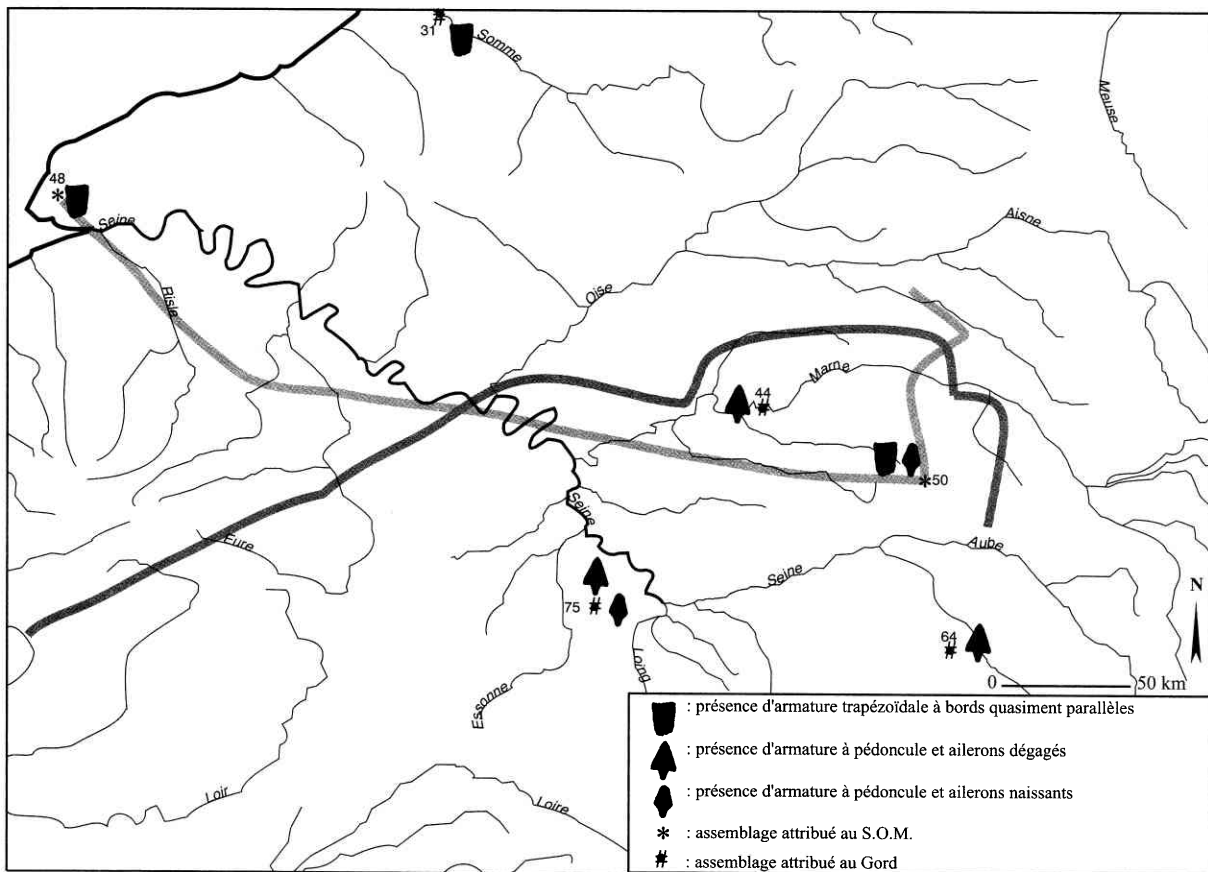 31
Somme
Meuse
48
Seine
Aisne
Risle
Oise
Marne
44
50
Seine
Eure
Aube
Seine
75
N
64
Loing
Essonne
0 50 km
: présence d'armature trapézoïdale à bords quasiment parallèles
: présence d'armature à pédoncule et ailerons dégagés
Loir
Loire
: présence d'armature à pédoncule et ailerons naissants
* : assemblage attribué au S.O.M.
# : assemblage attribué au Gord